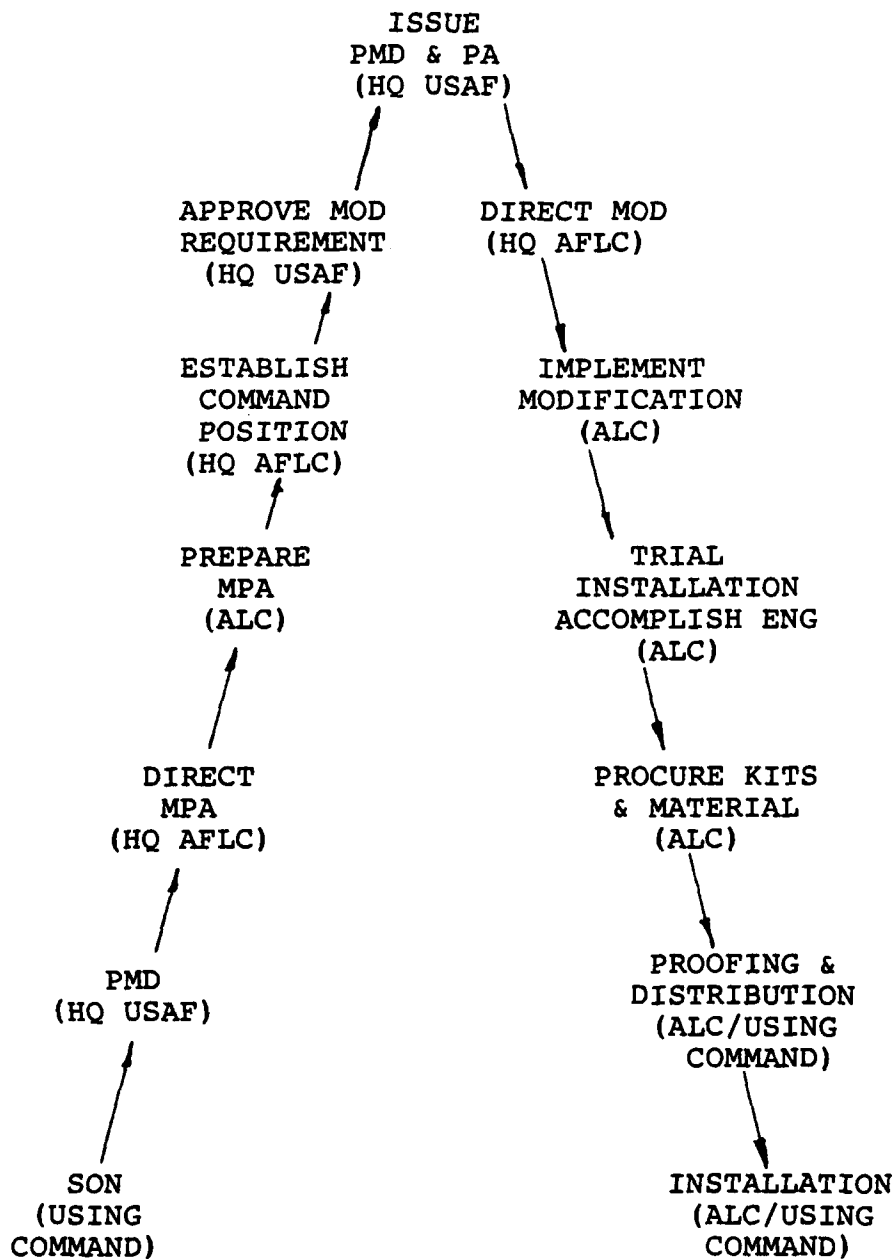 ISSUE
PMD & PA
(HQ USAF)
APPROVE MOD
REQUIREMENT
(HQ USAF)
DIRECT MOD
(HQ AFLC)
ESTABLISH
COMMAND
POSITION
(HQ AFLC)
IMPLEMENT
MODIFICATION
(ALC)
PREPARE
MPA
(ALC)
TRIAL
INSTALLATION
ACCOMPLISH ENG
(ALC)
DIRECT
MPA
(HQ AFLC)
PROCURE KITS
& MATERIAL
(ALC)
PMD
(HQ USAF)
PROOFING &
DISTRIBUTION
(ALC/USING
COMMAND)
SON
(USING
COMMAND)
INSTALLATION
(ALC/USING
COMMAND)